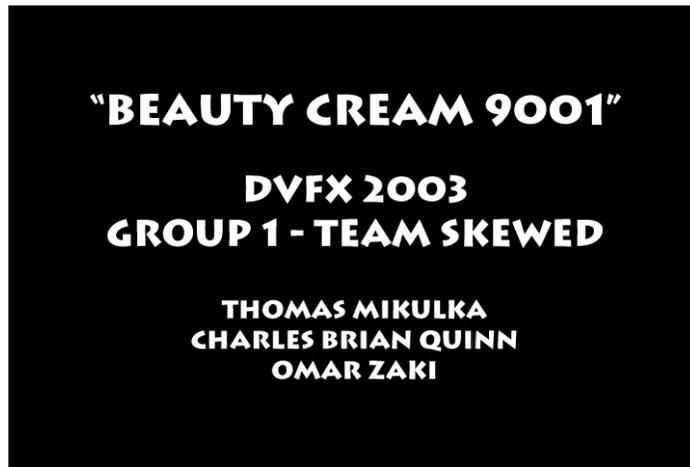 "BEAUTY CREAM 9001"
DVFX 2003
GROUP 1 - TEAM SKEWED
THOMAS MIKULKA
CHARLES BRIAN QUINN
OMAR ZAKI